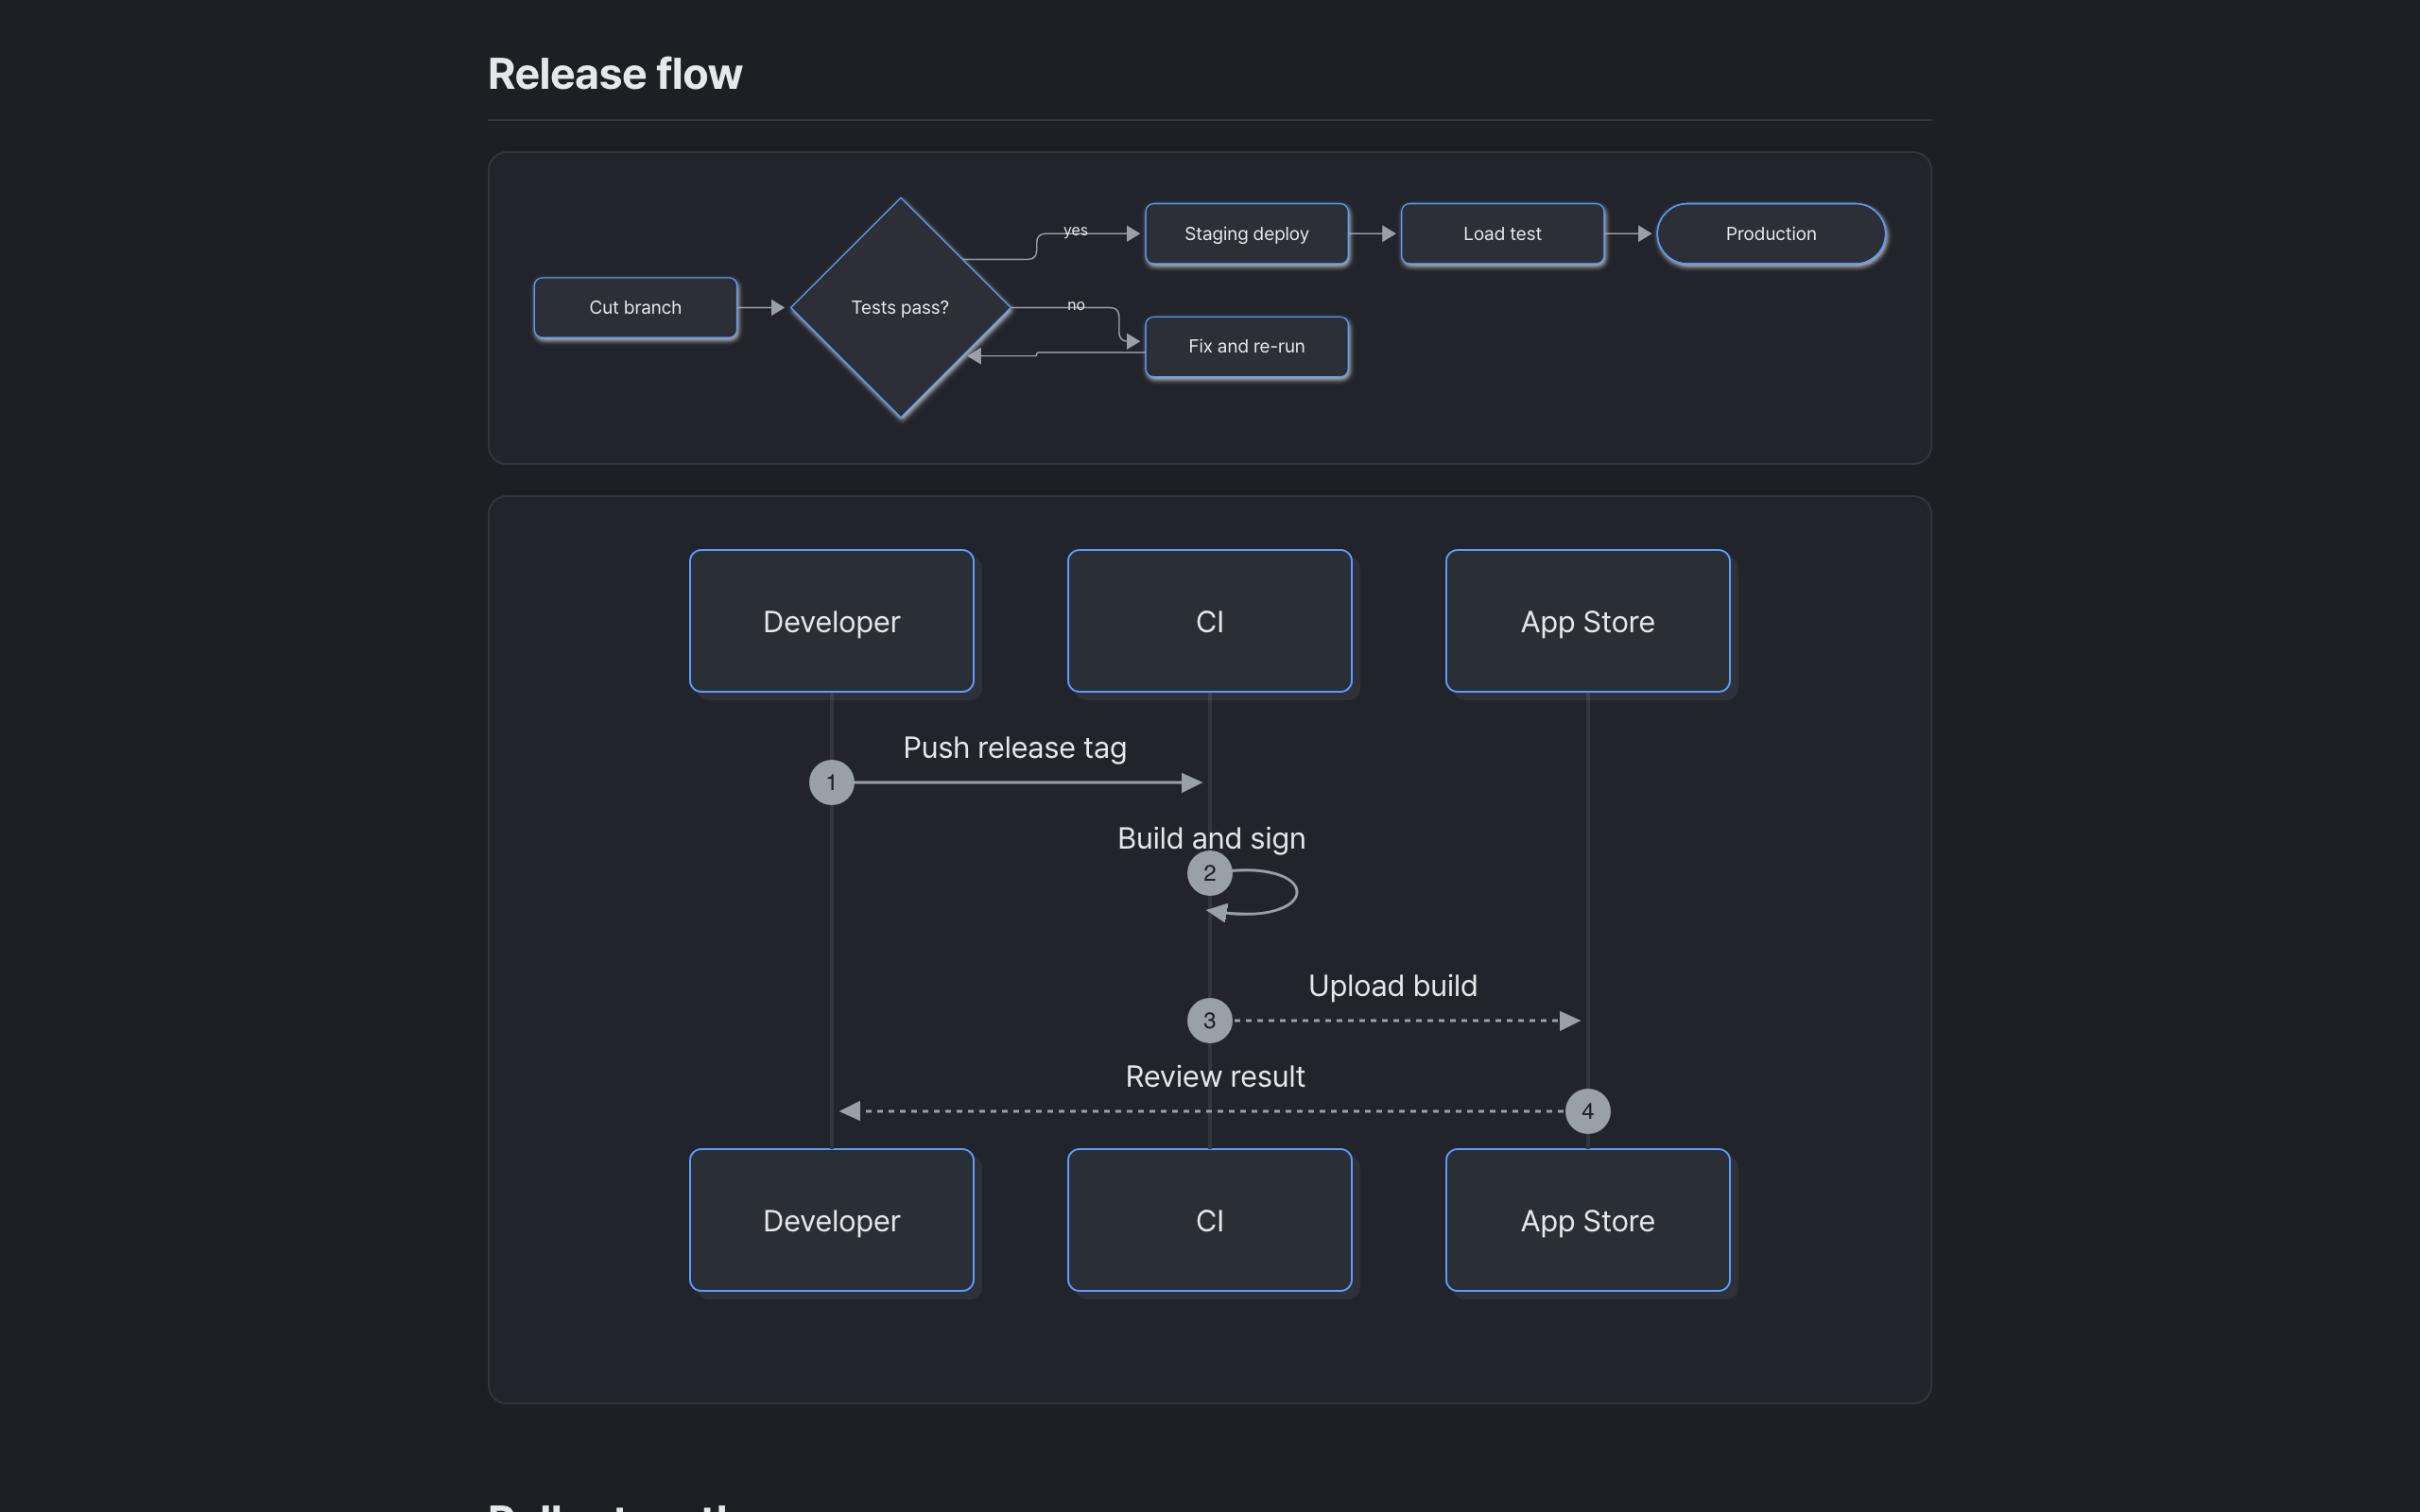 Release flow
Cut branch
Tests pass?
yes
no
Staging deploy
Load test
Production
Fix and re-run
Developer
CI
App Store
Push release tag
1
Build and sign
2
Upload build
3
Review result
4
Developer
CI
App Store